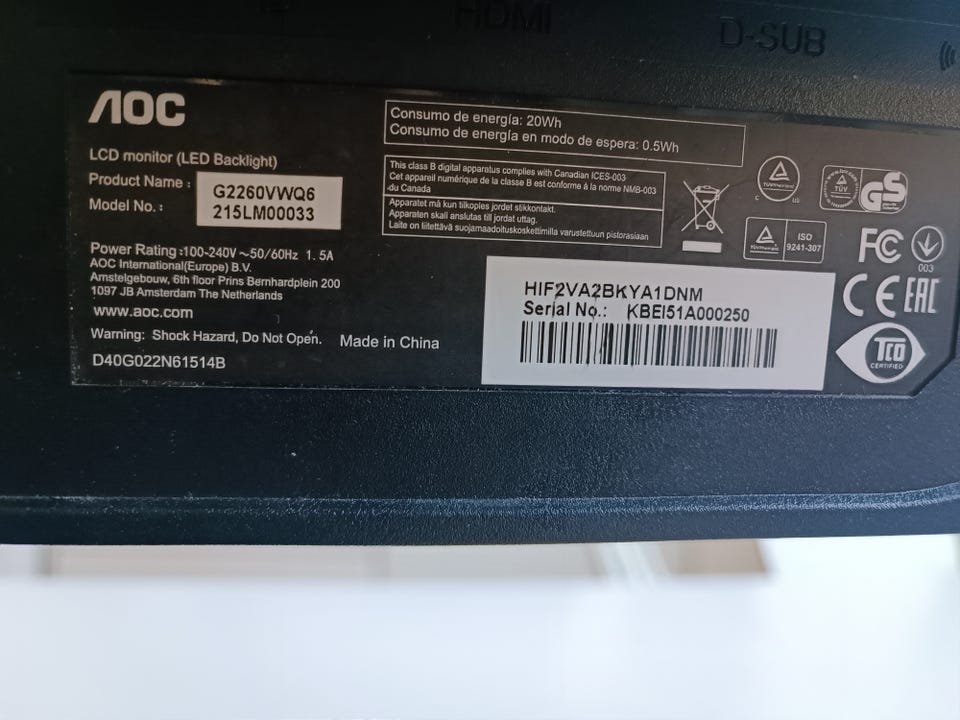 HDMI
D-SUB
AOC
LCD monitor (LED Backlight)
Product Name :
G2260VWQ6
Model No. :
215LM00033
Power Rating :100-240V～50/60Hz 1.5A
AOC International(Europe) B.V.
Amstelgebouw, 6th floor Prins Bernhardplein 200
1097 JB Amsterdam The Netherlands
www.aoc.com
Warning: Shock Hazard, Do Not Open.
Made in China
D40G022N61514B
Consumo de energía: 20Wh
Consumo de energía en modo de espera: 0.5Wh
This class B digital apparatus complies with Canadian ICES-003
Cet appareil numérique de la classe B est conforme à la norme NMB-003
du Canada
Apparatet må kun tilkoples jordet stikkontakt.
Apparaten skall anslutas till jordat uttag.
Laite on liitettävä suojamaadoituskoskettimilla varustettuun pistorasiaan
HIF2VA2BKYA1DNM
Serial No.: KBEI51A000250
C US
TÜV
GS
ISO
9241-307
FC
003
CE
EAC
TCO
CERTIFIED